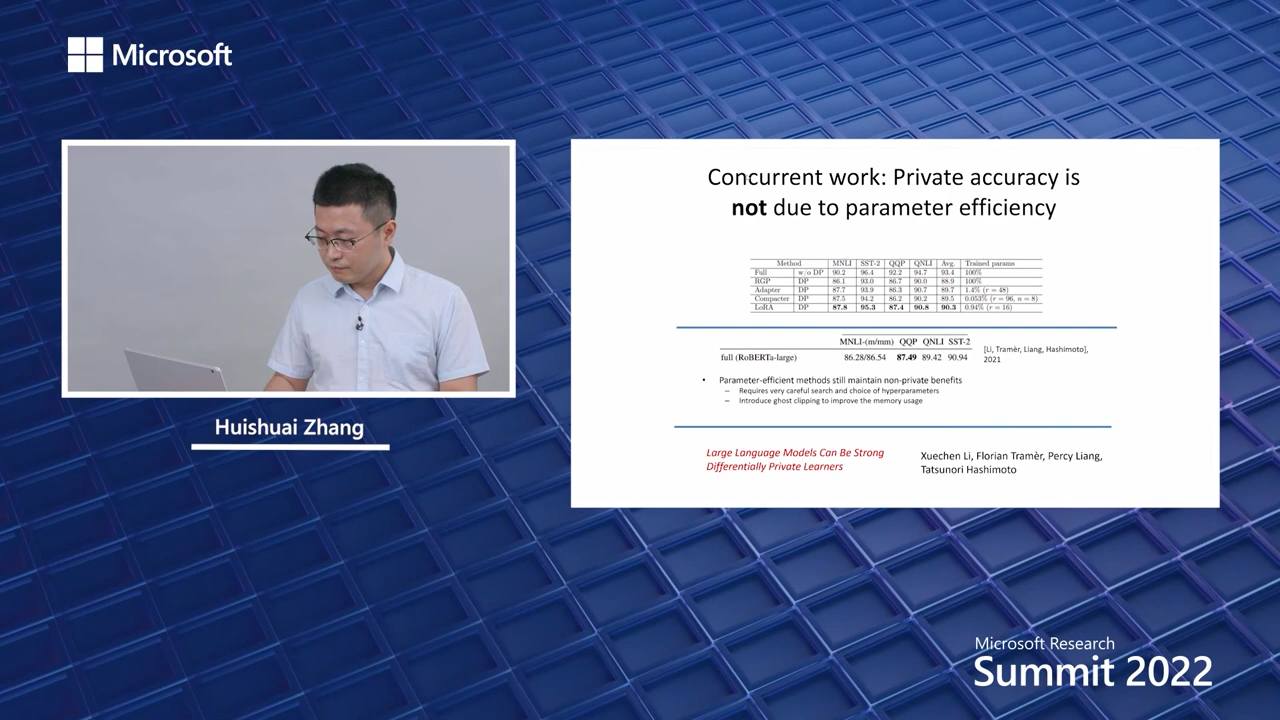 Microsoft
Concurrent work: Private accuracy is
not due to parameter efficiency
Method MNLI SST-2 QQP QNLI Avg. Trained params
Full w/o DP 90.2 96.4 92.2 94.7 93.4 100%
RGP DP 86.1 93.0 86.7 90.0 88.9 100%
Adapter DP 87.7 93.9 86.3 90.7 89.7 1.4% (r = 48)
Compacter DP 87.5 94.2 86.2 90.2 89.5 0.053% (r = 96, n = 8)
LoRA DP 87.8 95.3 87.4 90.8 90.3 0.94% (r = 16)
MNLI-(m/mm) QQP QNLI SST-2
full (RoBERTa-large) 86.28/86.54 87.49 89.42 90.94
[Li, Tramèr, Liang, Hashimoto],
2021
• Parameter-efficient methods still maintain non-private benefits
– Requires very careful search and choice of hyperparameters
– Introduce ghost clipping to improve the memory usage
Large Language Models Can Be Strong
Differentially Private Learners
Xuechen Li, Florian Tramèr, Percy Liang,
Tatsunori Hashimoto
Huishuai Zhang
Microsoft Research
Summit 2022